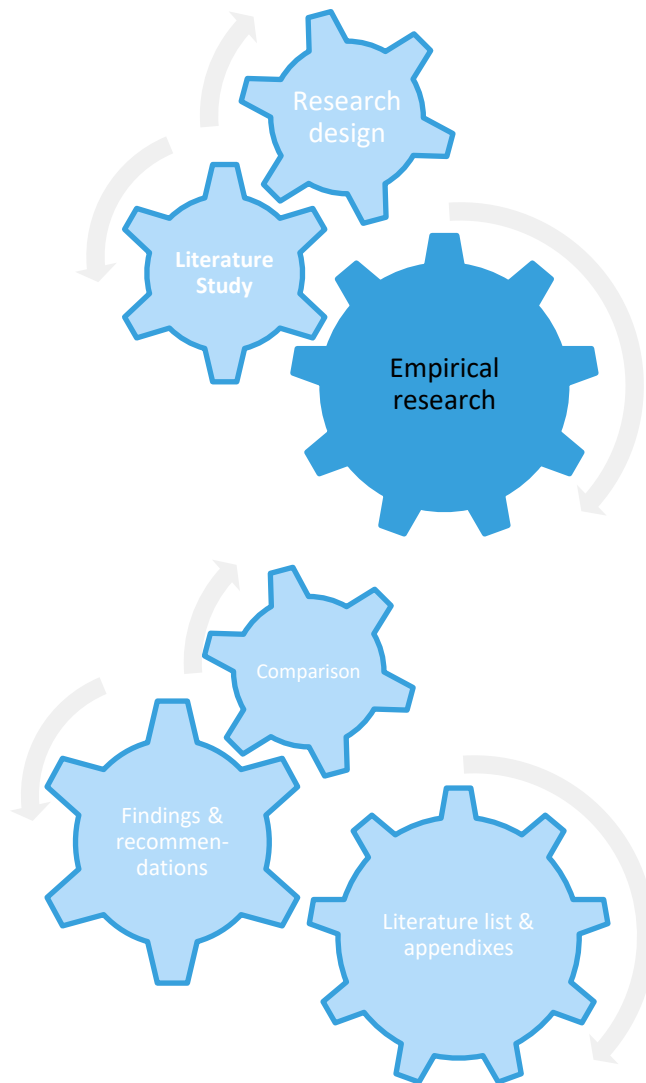 Research
design
Literature
Study
Empirical
research
Comparison
Findings &
recommen-
dations
Literature list &
appendixes